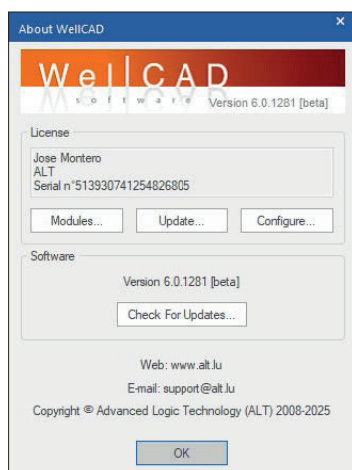 About WellCAD
WellCAD
software
Version 6.0.1281 [beta]
License
Jose Montero
ALT
Serial n°513930741254826805
Modules... Update... Configure...
Software
Version 6.0.1281 [beta]
Check For Updates...
Web: www.alt.lu
E-mail: support@alt.lu
Copyright © Advanced Logic Technology (ALT) 2008-2025
OK